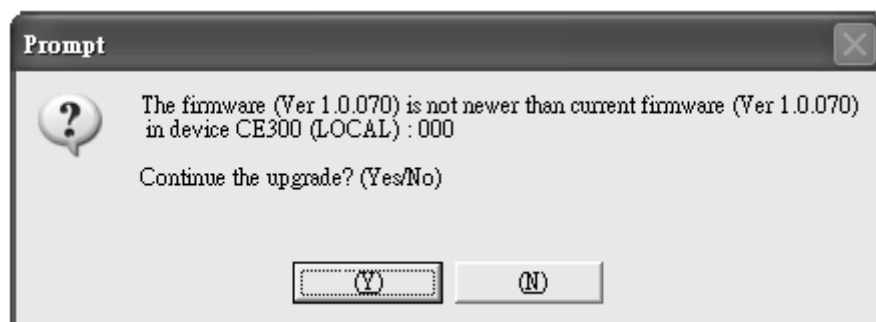 Prompt
?
The firmware (Ver 1.0.070) is not newer than current firmware (Ver 1.0.070)
in device CE300 (LOCAL) : 000
Continue the upgrade? (Yes/No)
(Y) (N)